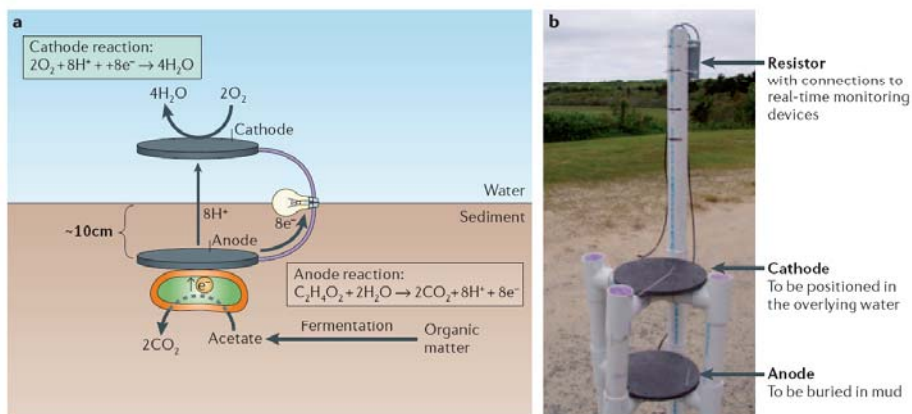 a
Cathode reaction:
2O₂ + 8H⁺ + +8e⁻ → 4H₂O
4H₂O
2O₂
Cathode
Water
Sediment
8H⁺
8e⁻
~10cm
Anode
Anode reaction:
C₂H₄O₂ + 2H₂O → 2CO₂ + 8H⁺ + 8e⁻
e⁻
2CO₂
Acetate
Fermentation
Organic
matter
b
Resistor
with connections to
real-time monitoring
devices
Cathode
To be positioned in
the overlying water
Anode
To be buried in mud